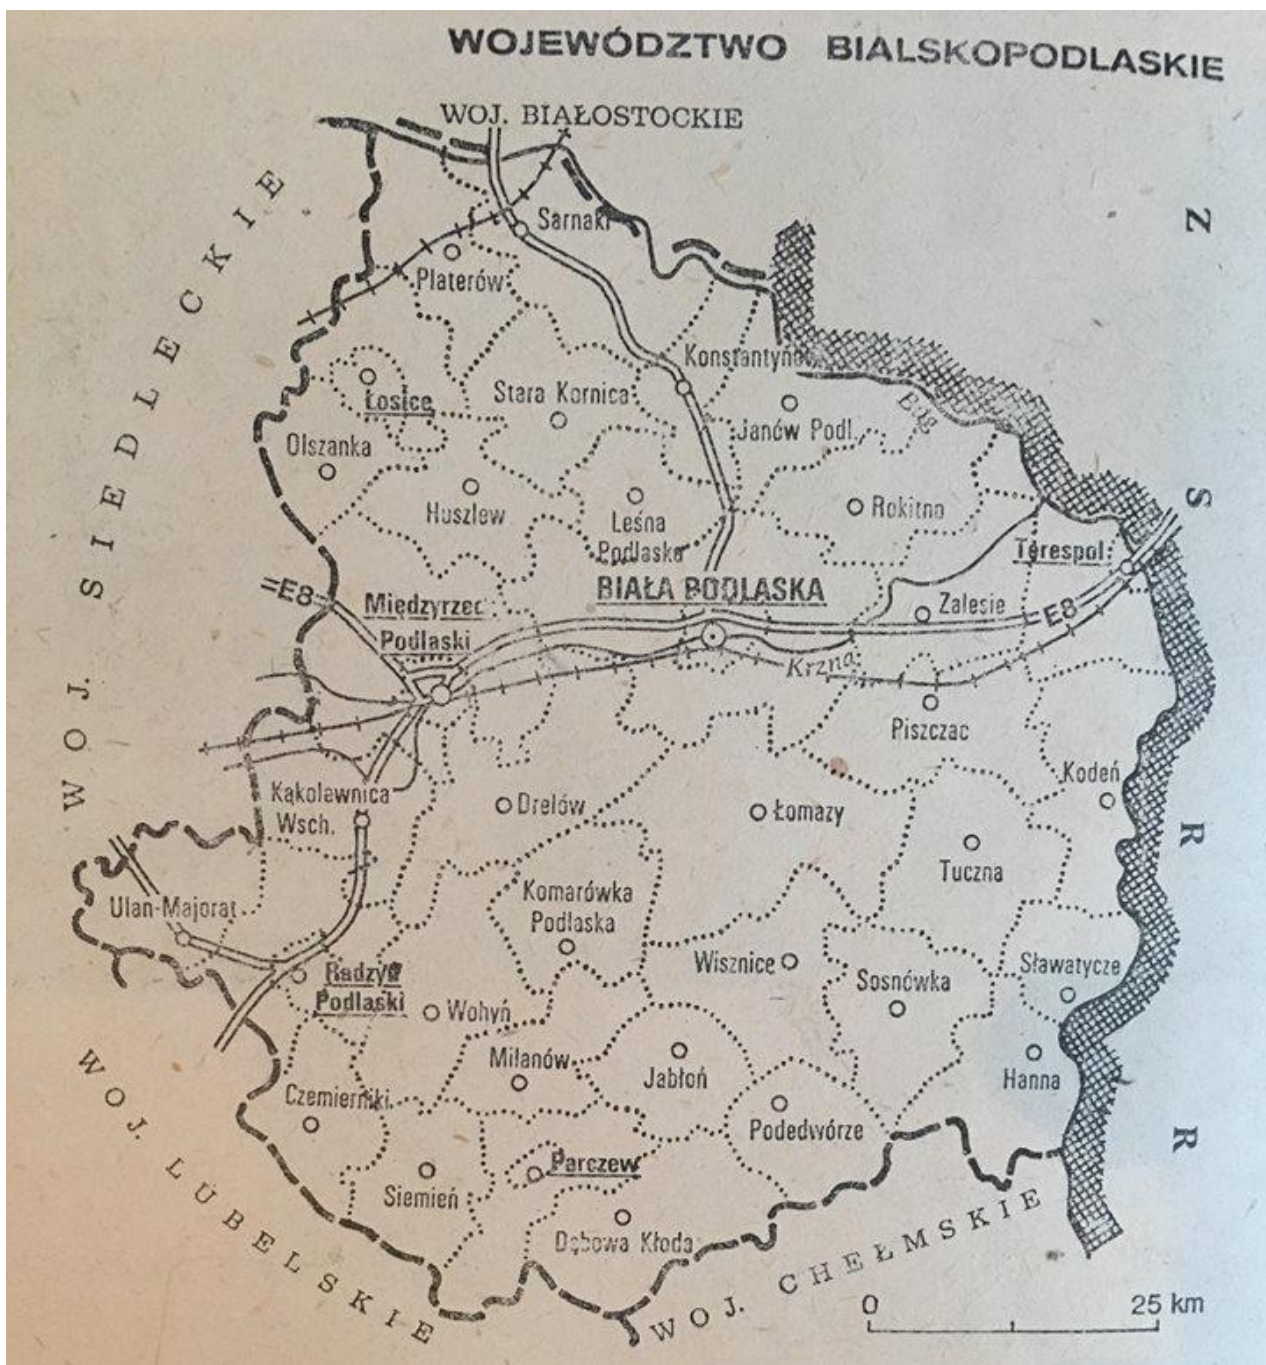 WOJEWÓDZTWO BIALSKOPODLASKIE
WOJ. BIAŁOSTOCKIE
WOJ. SIEDLECKIE
ZSRR
Sarnaki
Platerów
Konstantynów
Łosice
Stara Kornica
Janów Podl.
Bug
Olszanka
Huszlew
Leśna
Podlaska
Rokitno
Terespol
E8
Międzyrzec
Podlaski
BIAŁA PODLASKA
Zalesie
E8
Krzna
Piszczac
Kodeń
Kąkolewnica
Wsch.
Drelów
Łomazy
Tuczna
Ulan-Majorat
Komarówka
Podlaska
Wisznice
Sosnówka
Sławatycze
Radzyń
Podlaski
Wohyń
Milanów
Jabłoń
Hanna
Czemierniki
Podedwórze
Parczew
Siemień
Dębowa Kłoda
WOJ. LUBELSKIE
WOJ. CHEŁMSKIE
0 25 km